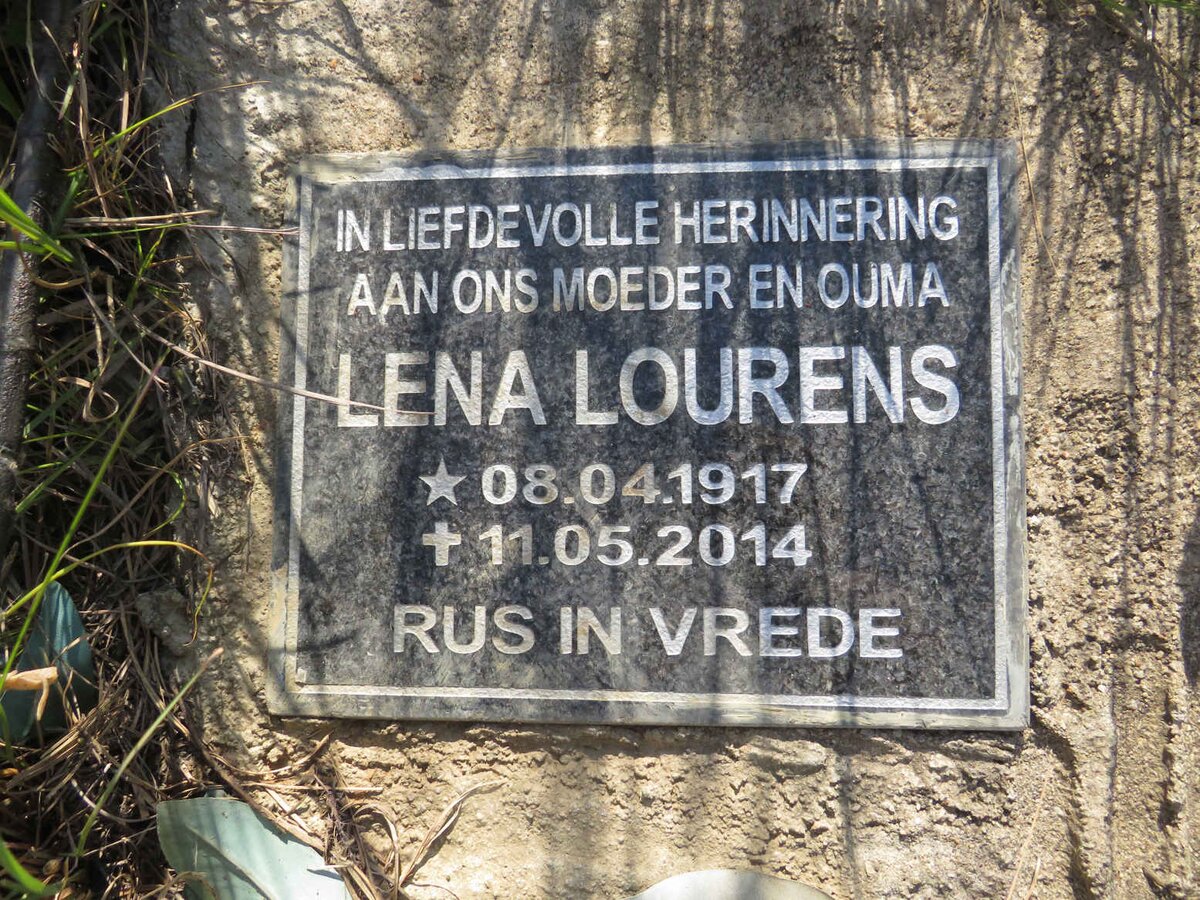 IN LIEFDEVOLLE HERINNERING
AAN ONS MOEDER EN OUMA
LENA LOURENS
★ 08.04.1917
✝ 11.05.2014
RUS IN VREDE